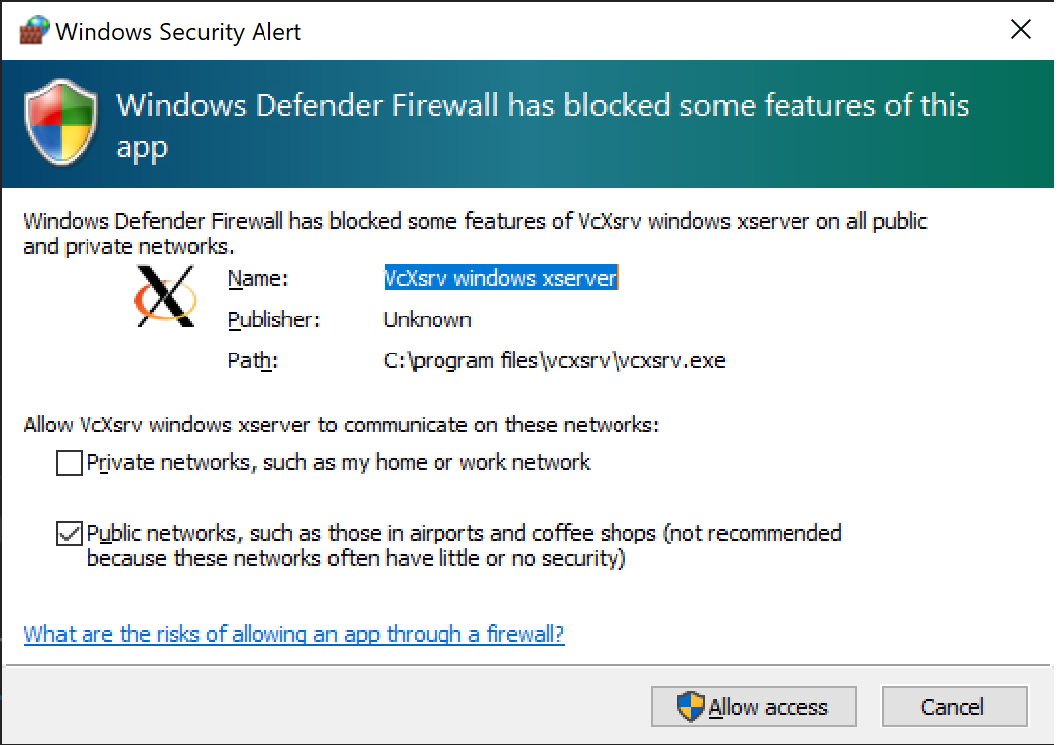 Windows Security Alert
Windows Defender Firewall has blocked some features of this
app
Windows Defender Firewall has blocked some features of VcXsrv windows xserver on all public
and private networks.
Name: VcXsrv windows xserver
Publisher: Unknown
Path: C:\program files\vcxsrv\vcxsrv.exe
Allow VcXsrv windows xserver to communicate on these networks:
Private networks, such as my home or work network
Public networks, such as those in airports and coffee shops (not recommended
because these networks often have little or no security)
What are the risks of allowing an app through a firewall?
Allow access Cancel